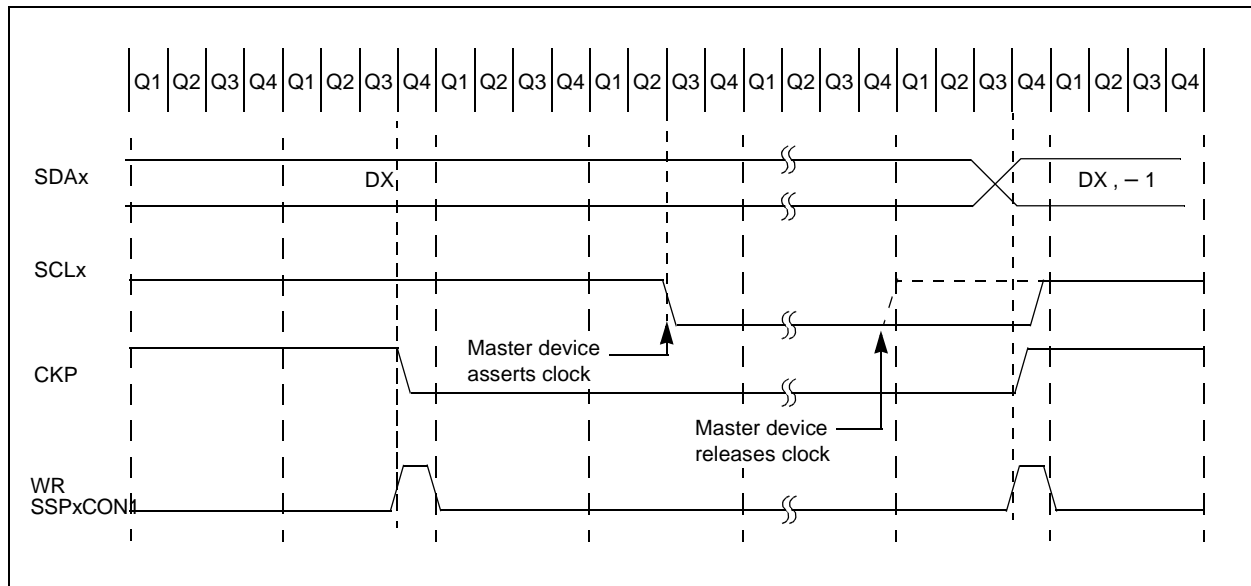 Q1 Q2 Q3 Q4 Q1 Q2 Q3 Q4 Q1 Q2 Q3 Q4 Q1 Q2 Q3 Q4 Q1 Q2 Q3 Q4 Q1 Q2 Q3 Q4 Q1 Q2 Q3 Q4
SDAx
DX
DX , – 1
SCLx
Master device
asserts clock
CKP
Master device
releases clock
WR
SSPxCON1